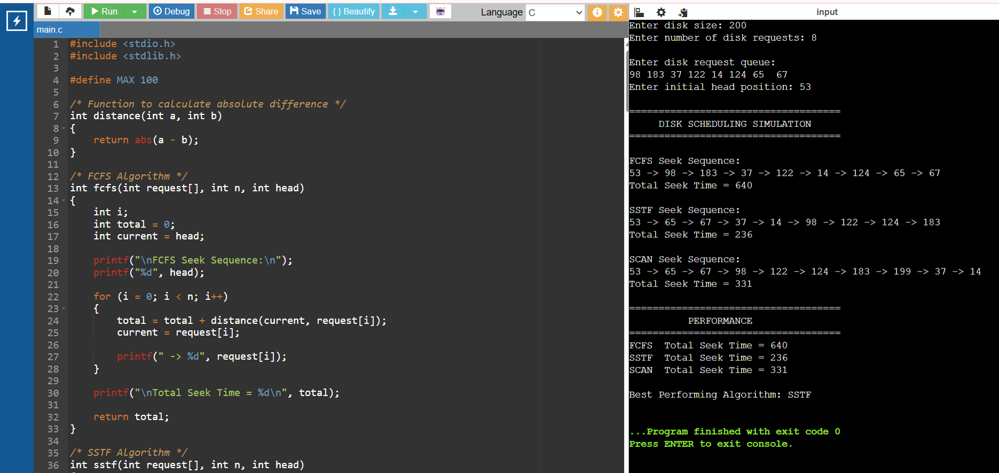 Run
Debug
Stop
Share
Save
{ } Beautify
Language C
input
main.c
1 #include <stdio.h>
2 #include <stdlib.h>
3
4 #define MAX 100
5
6 /* Function to calculate absolute difference */
7 int distance(int a, int b)
8 {
9     return abs(a - b);
10 }
11
12 /* FCFS Algorithm */
13 int fcfs(int request[], int n, int head)
14 {
15     int i;
16     int total = 0;
17     int current = head;
18
19     printf("\nFCFS Seek Sequence:\n");
20     printf("%d", head);
21
22     for (i = 0; i < n; i++)
23     {
24         total = total + distance(current, request[i]);
25         current = request[i];
26
27         printf(" -> %d", request[i]);
28     }
29
30     printf("\nTotal Seek Time = %d\n", total);
31
32     return total;
33 }
34
35 /* SSTF Algorithm */
36 int sstf(int request[], int n, int head)
Enter disk size: 200
Enter number of disk requests: 8
Enter disk request queue:
98 183 37 122 14 124 65  67
Enter initial head position: 53
====================================
DISK SCHEDULING SIMULATION
====================================
FCFS Seek Sequence:
53 -> 98 -> 183 -> 37 -> 122 -> 14 -> 124 -> 65 -> 67
Total Seek Time = 640
SSTF Seek Sequence:
53 -> 65 -> 67 -> 37 -> 14 -> 98 -> 122 -> 124 -> 183
Total Seek Time = 236
SCAN Seek Sequence:
53 -> 65 -> 67 -> 98 -> 122 -> 124 -> 183 -> 199 -> 37 -> 14
Total Seek Time = 331
====================================
PERFORMANCE
====================================
FCFS  Total Seek Time = 640
SSTF  Total Seek Time = 236
SCAN  Total Seek Time = 331
Best Performing Algorithm: SSTF
...Program finished with exit code 0
Press ENTER to exit console.